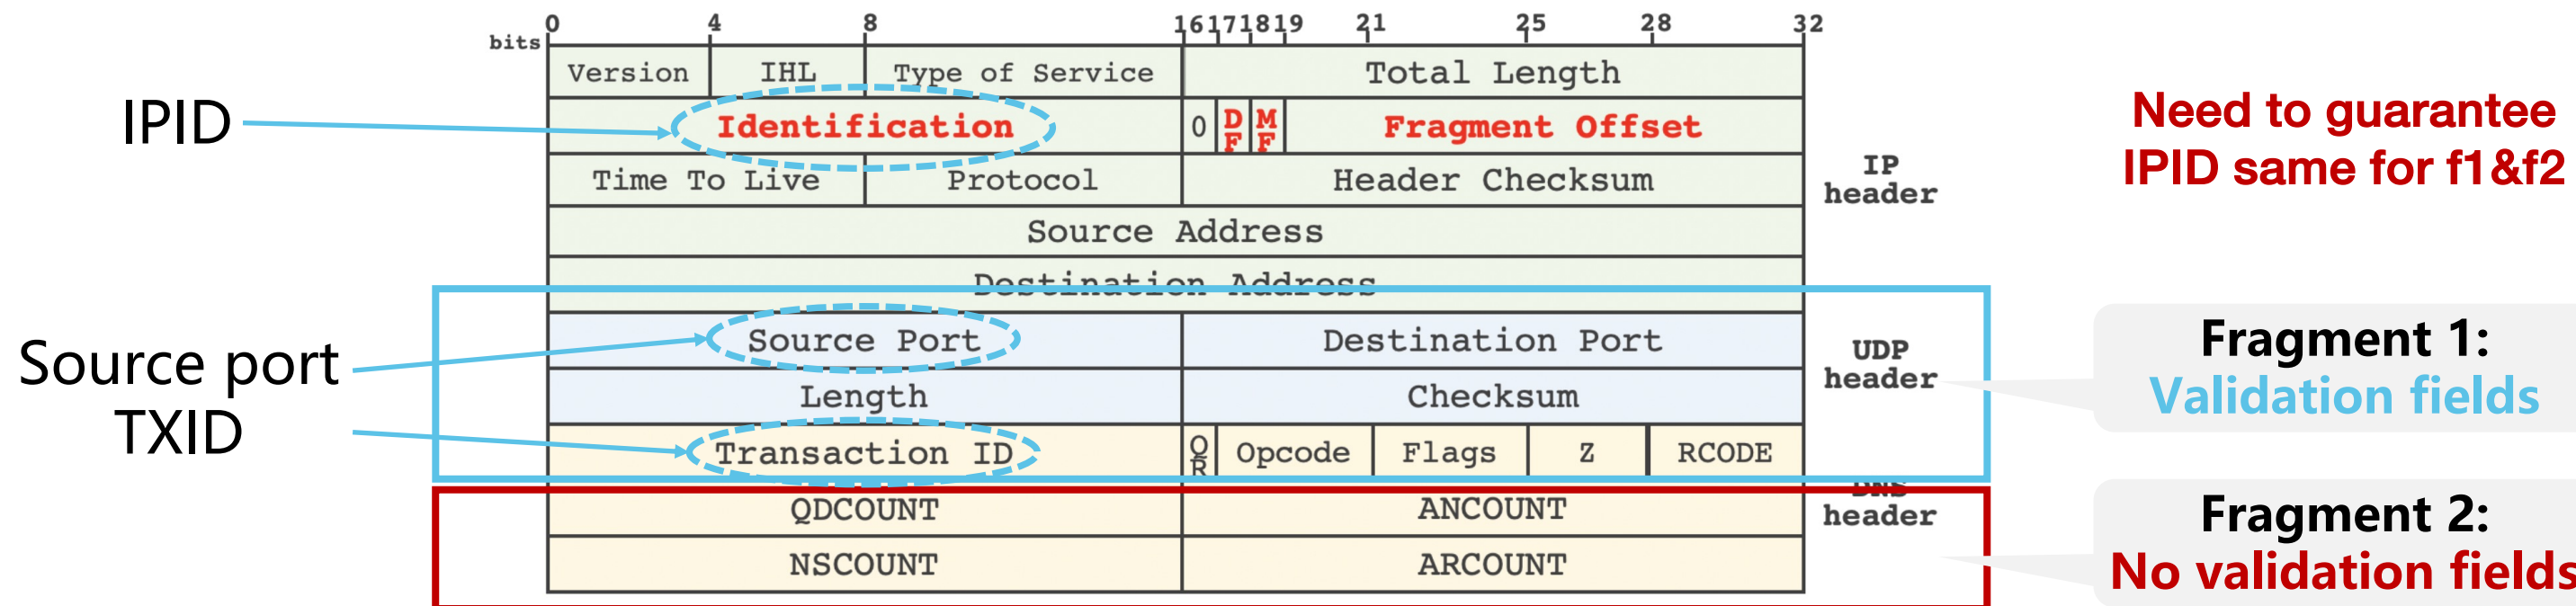 0 4 8 16 17 18 19 21 25 28 32
bits
Version IHL Type of Service Total Length
IPID
Identification 0 DF MF Fragment Offset
Need to guarantee
IPID same for f1&f2
Time To Live Protocol Header Checksum
IP
header
Source Address
Destination Address
Source Port Destination Port
Source port
TXID
UDP
header
Fragment 1:
Validation fields
Length Checksum
Transaction ID QR Opcode Flags Z RCODE
DNS
header
QDCOUNT ANCOUNT
Fragment 2:
No validation fields
NSCOUNT ARCOUNT